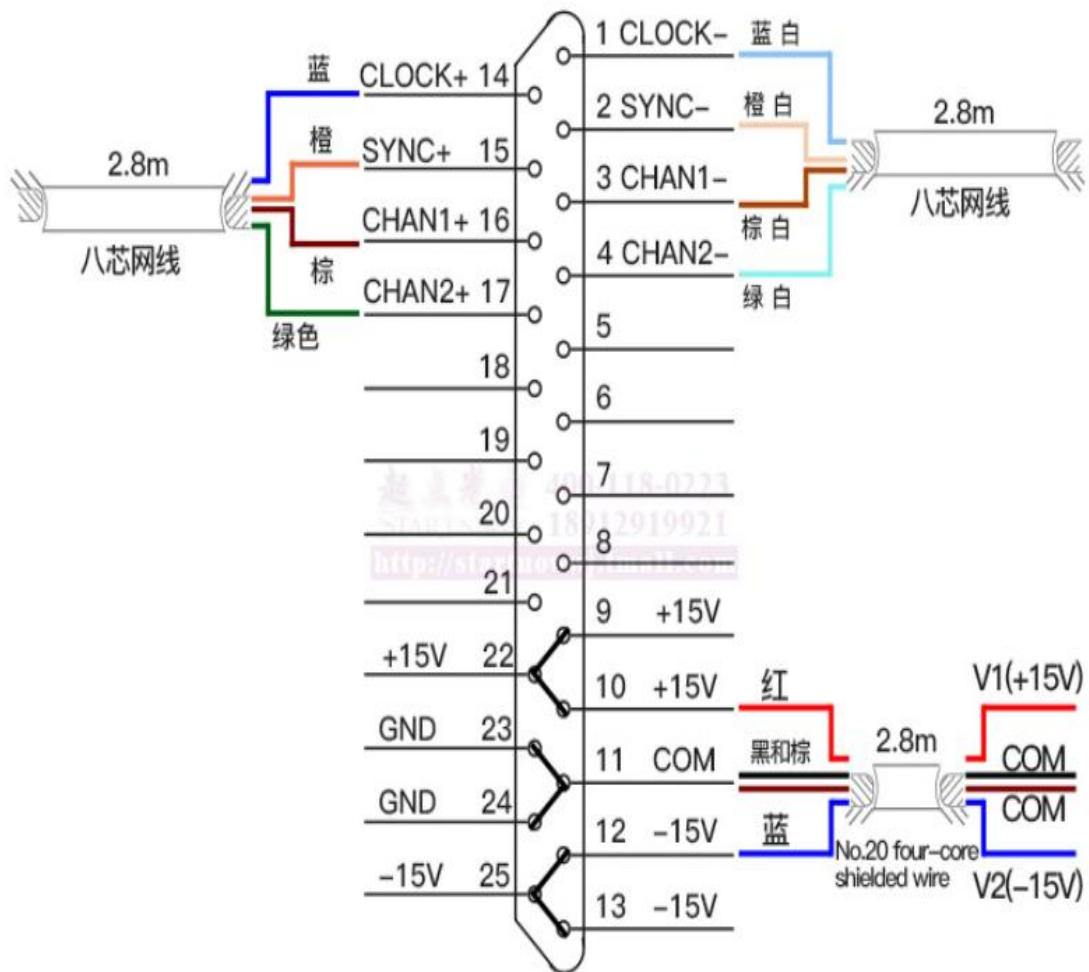 1 CLOCK- 蓝 白
蓝 CLOCK+ 14
2 SYNC- 橙 白
2.8m
橙 SYNC+ 15
2.8m
3 CHAN1- 棕 白
八芯网线
CHAN1+ 16
棕
八芯网线
4 CHAN2- 绿 白
CHAN2+ 17
绿色
5
18
6
19
7
400-118-0223
20
18912919921
8
21
9 +15V
+15V 22
10 +15V 红 V1(+15V)
GND 23
11 COM 黑和棕 2.8m COM
COM
GND 24
12 -15V 蓝
No.20 four-core
shielded wire
V2(-15V)
-15V 25
13 -15V